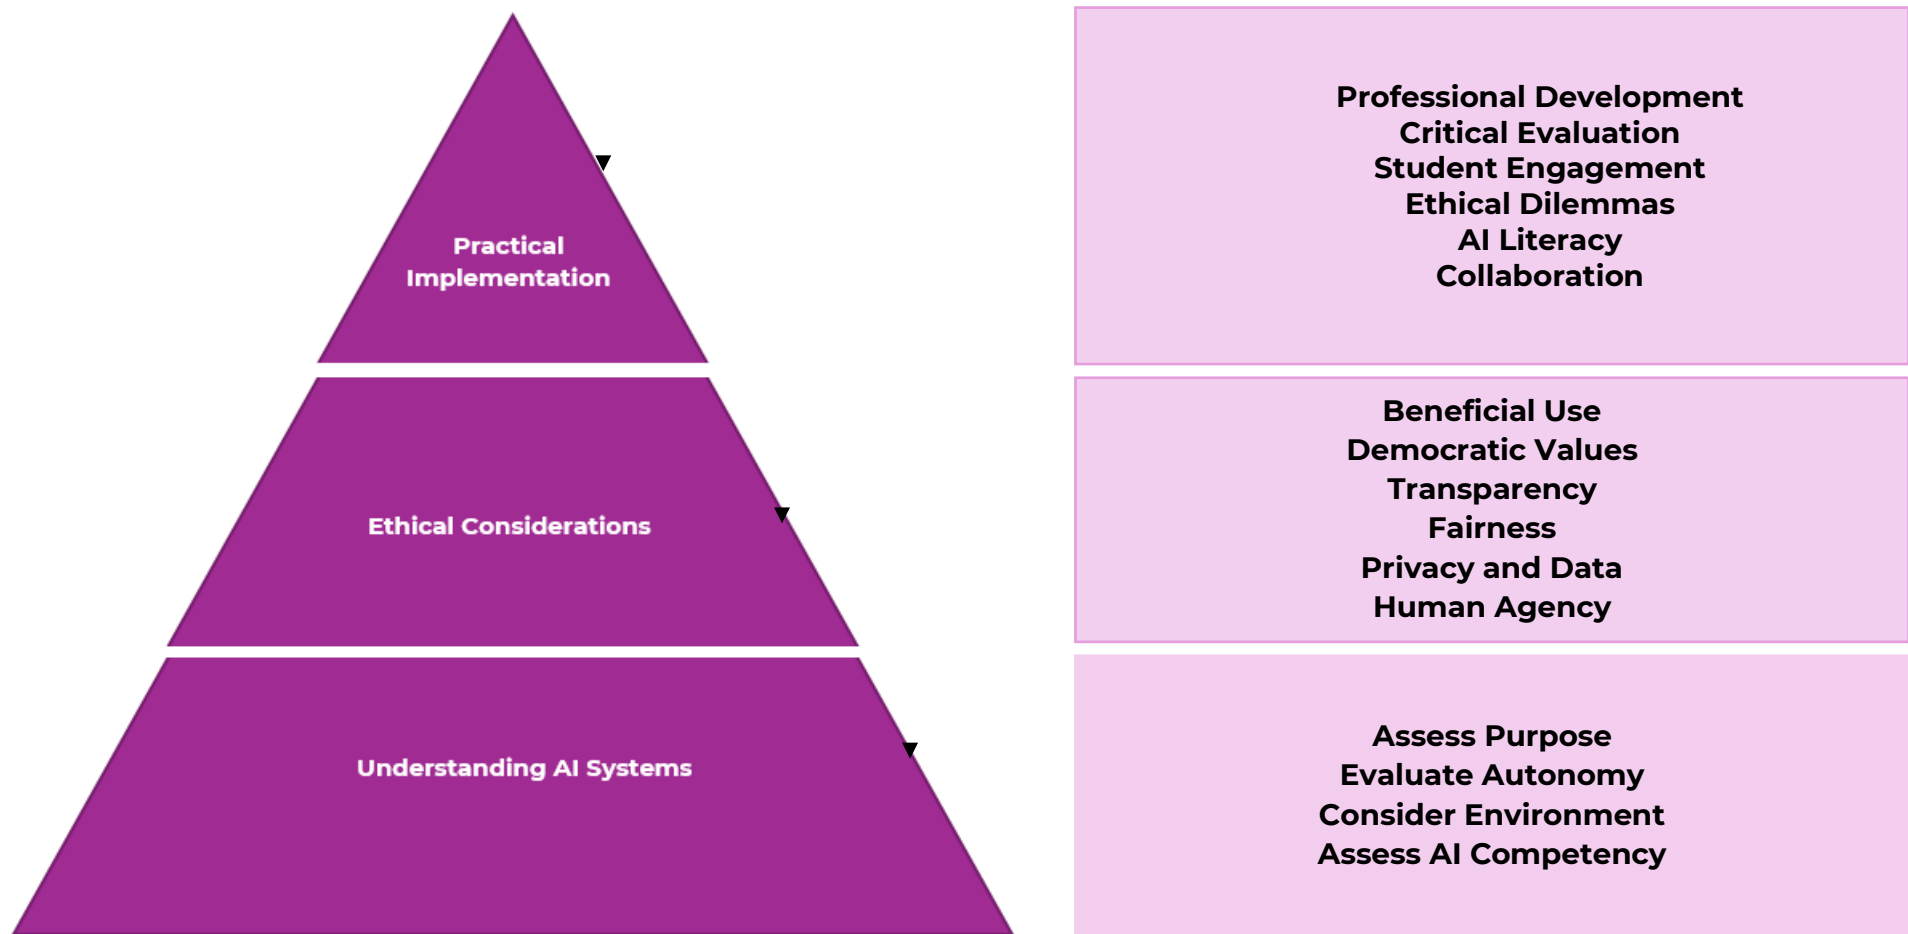 Practical
Implementation
Professional Development
Critical Evaluation
Student Engagement
Ethical Dilemmas
AI Literacy
Collaboration
Ethical Considerations
Beneficial Use
Democratic Values
Transparency
Fairness
Privacy and Data
Human Agency
Understanding AI Systems
Assess Purpose
Evaluate Autonomy
Consider Environment
Assess AI Competency